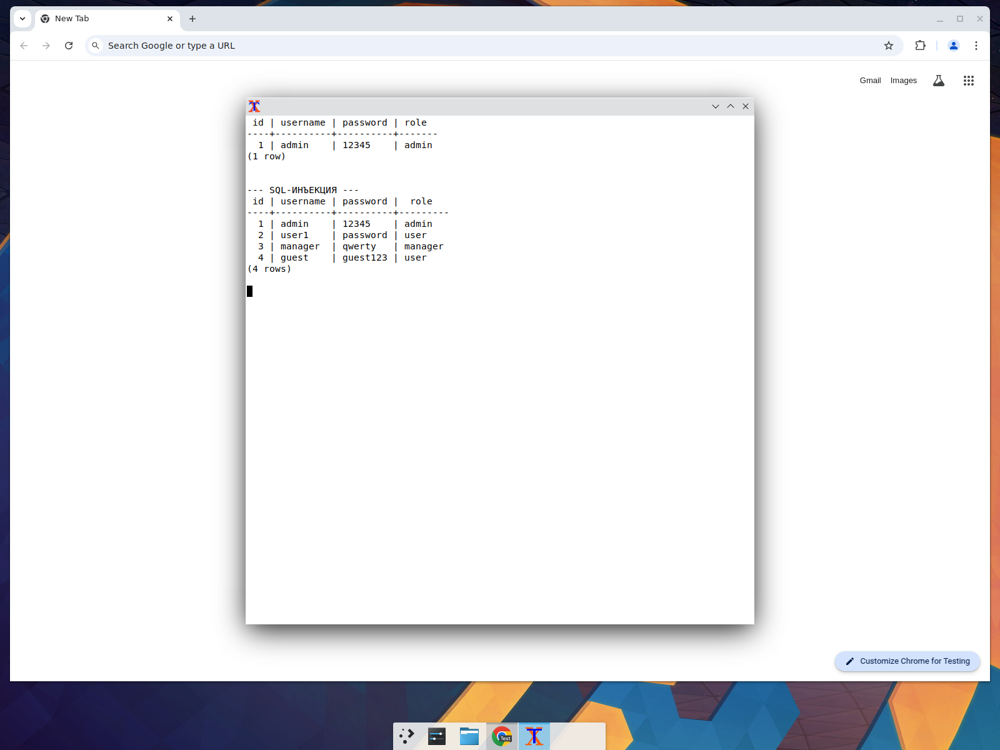 New Tab
Search Google or type a URL
Gmail Images
 id | username | password | role
----+----------+----------+-------
  1 | admin    | 12345    | admin
(1 row)
--- SQL-ИНЪЕКЦИЯ ---
 id | username | password |  role
----+----------+----------+---------
  1 | admin    | 12345    | admin
  2 | user1    | password | user
  3 | manager  | qwerty   | manager
  4 | guest    | guest123 | user
(4 rows)
Customize Chrome for Testing
Test